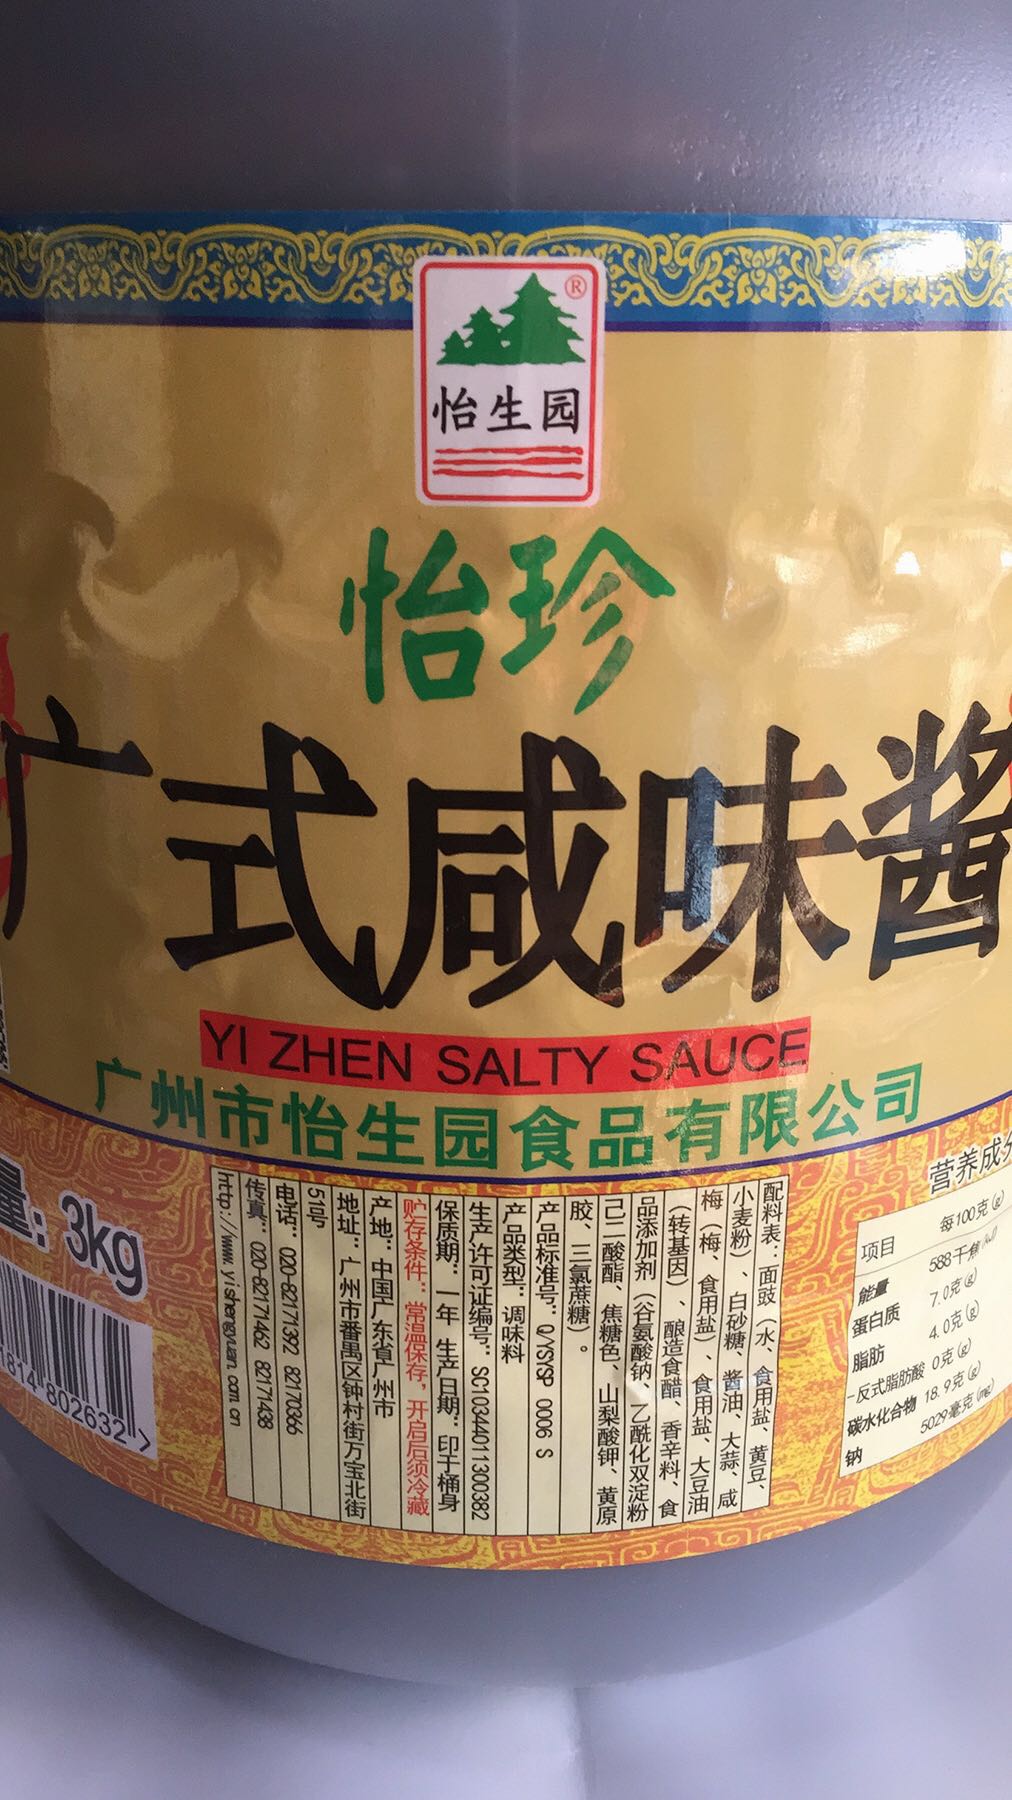 ®
怡生园
怡珍
广式咸味酱
YI ZHEN SALTY SAUCE
广州市怡生园食品有限公司
量：3kg
配料表：面豉（水、食用盐、黄豆、
小麦粉）、白砂糖、酱油、大蒜、咸
梅（梅、食用盐）、食用盐、大豆油
（转基因）、酿造食醋、香辛料、食
品添加剂（谷氨酸钠、乙酰化双淀粉
己二酸酯、焦糖色、山梨酸钾、黄原
胶、三氯蔗糖）。
产品标准号：Q/YSYSP 0006 S
产品类型：调味料
生产许可证编号：SC10344011300382
保质期：一年 生产日期：印于桶身
贮存条件：常温保存，开启后须冷藏
产地：中国广东省广州市
地址：广州市番禺区钟村街万宝北街
51号
电话：020-82171392 82170366
传真：020-82171462 82171438
http://www.yishengyuan.com.cn
营养成分
项目 每100克(g)
能量 588千焦(kJ)
蛋白质 7.0克(g)
脂肪 4.0克(g)
-反式脂肪酸 0克(g)
碳水化合物 18.9克(g)
钠 5029毫克(mg)
1814 802632 >